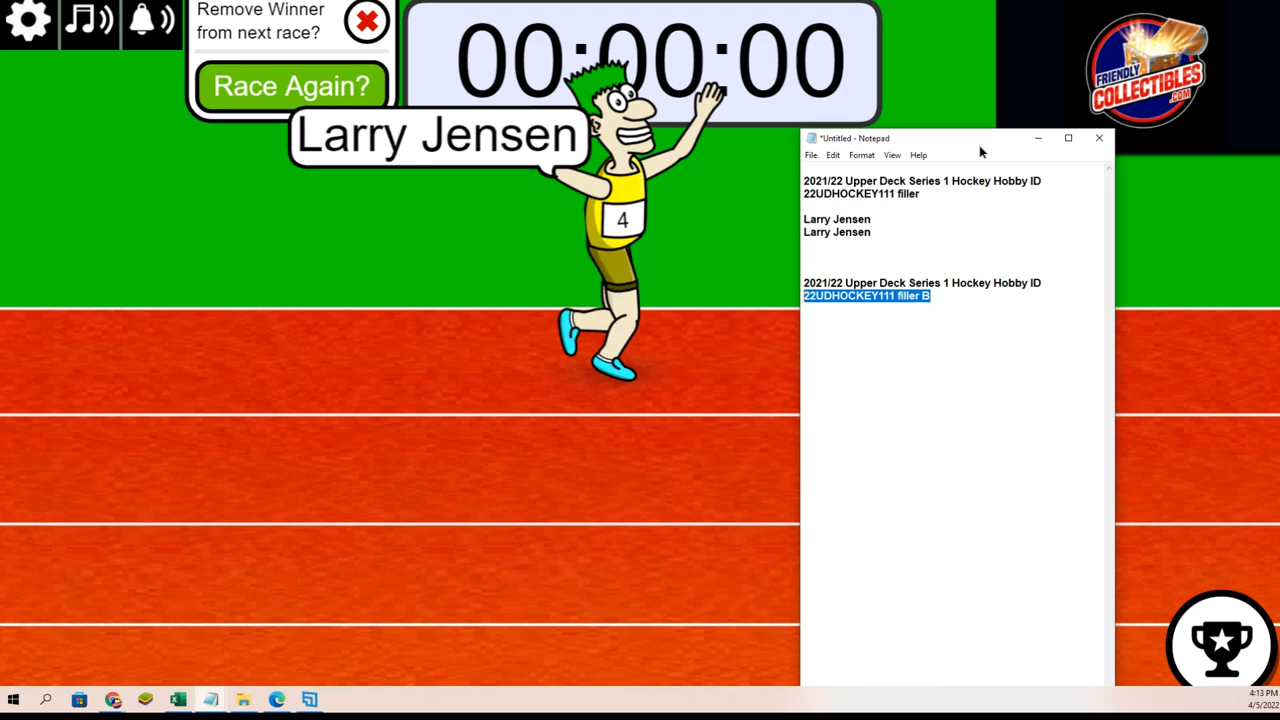 Remove Winner
from next race?
Race Again?
00:00:00
Larry Jensen
4
FRIENDLY
COLLECTIBLES
.COM
*Untitled - Notepad
File Edit Format View Help
2021/22 Upper Deck Series 1 Hockey Hobby ID
22UDHOCKEY111 filler
Larry Jensen
Larry Jensen
2021/22 Upper Deck Series 1 Hockey Hobby ID
22UDHOCKEY111 filler B
4:13 PM
4/5/2022